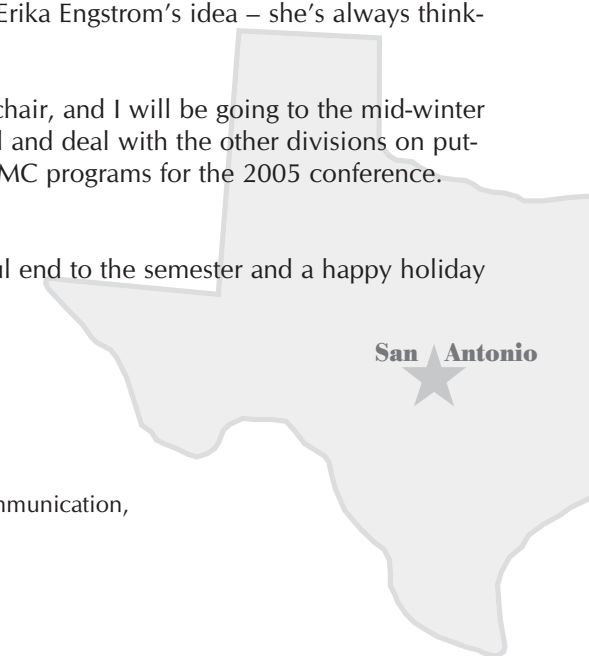 Erika Engstrom’s idea – she’s always think-
chair, and I will be going to the mid-winter
and deal with the other divisions on put-
MC programs for the 2005 conference.
end to the semester and a happy holiday
San Antonio
mmunication,